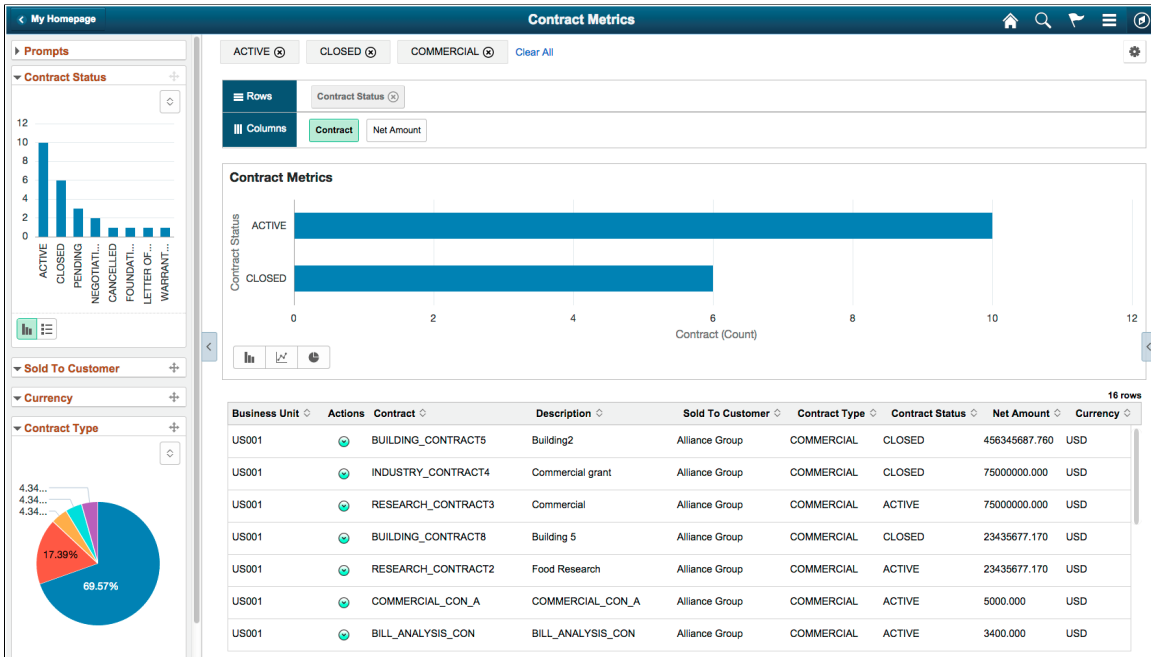 My Homepage
Contract Metrics
Prompts
Contract Status
12
10
8
6
4
2
0
ACTIVE
CLOSED
PENDING
NEGOTIATI...
CANCELLED
FOUNDATI...
LETTER OF...
WARRANT...
Sold To Customer
Currency
Contract Type
4.34...
4.34...
4.34...
17.39%
69.57%
ACTIVE CLOSED COMMERCIAL Clear All
Rows Contract Status
Columns Contract Net Amount
Contract Metrics
Contract Status
ACTIVE
CLOSED
0 2 4 6 8 10 12
Contract (Count)
16 rows
Business Unit Actions Contract Description Sold To Customer Contract Type Contract Status Net Amount Currency
US001 BUILDING_CONTRACT5 Building2 Alliance Group COMMERCIAL CLOSED 456345687.760 USD
US001 INDUSTRY_CONTRACT4 Commercial grant Alliance Group COMMERCIAL CLOSED 75000000.000 USD
US001 RESEARCH_CONTRACT3 Commercial Alliance Group COMMERCIAL ACTIVE 75000000.000 USD
US001 BUILDING_CONTRACT8 Building 5 Alliance Group COMMERCIAL CLOSED 23435677.170 USD
US001 RESEARCH_CONTRACT2 Food Research Alliance Group COMMERCIAL ACTIVE 23435677.170 USD
US001 COMMERCIAL_CON_A COMMERCIAL_CON_A Alliance Group COMMERCIAL ACTIVE 5000.000 USD
US001 BILL_ANALYSIS_CON BILL_ANALYSIS_CON Alliance Group COMMERCIAL ACTIVE 3400.000 USD